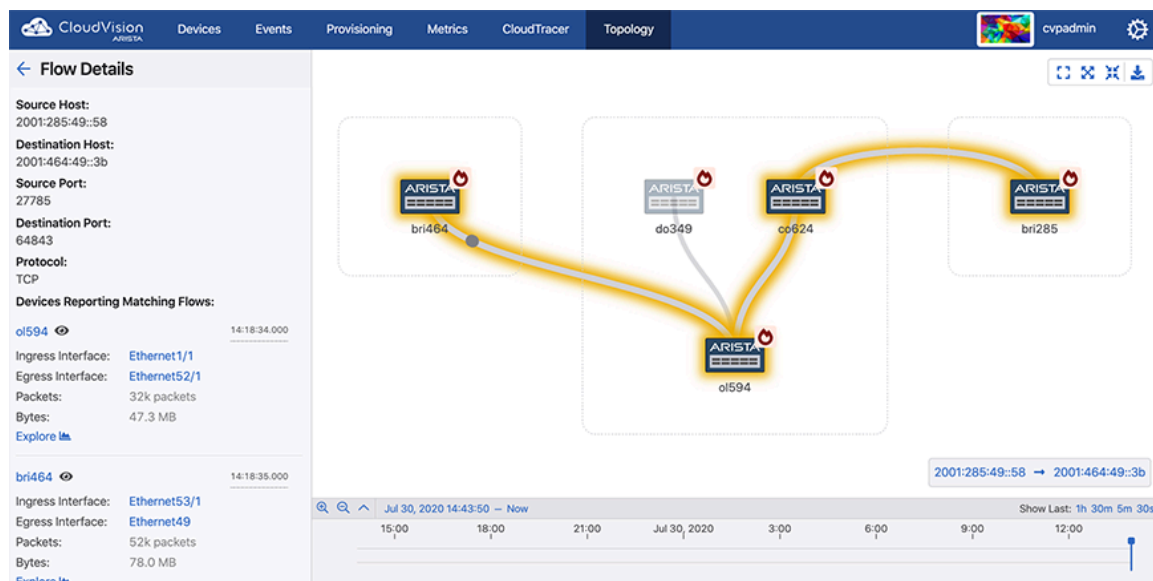 CloudVision
ARISTA
Devices
Events
Provisioning
Metrics
CloudTracer
Topology
cvpadmin
← Flow Details
Source Host:
2001:285:49::58
Destination Host:
2001:464:49::3b
Source Port:
27785
Destination Port:
64843
Protocol:
TCP
Devices Reporting Matching Flows:
ol594 14:18:34.000
Ingress Interface: Ethernet1/1
Egress Interface: Ethernet52/1
Packets: 32k packets
Bytes: 47.3 MB
Explore
bri464 14:18:35.000
Ingress Interface: Ethernet53/1
Egress Interface: Ethernet49
Packets: 52k packets
Bytes: 78.0 MB
Explore
ARISTA
bri464
ARISTA
do349
ARISTA
co624
ARISTA
bri285
ARISTA
ol594
2001:285:49::58 → 2001:464:49::3b
Jul 30, 2020 14:43:50 — Now
Show Last: 1h 30m 5m 30s
15:00 18:00 21:00 Jul 30, 2020 3:00 6:00 9:00 12:00